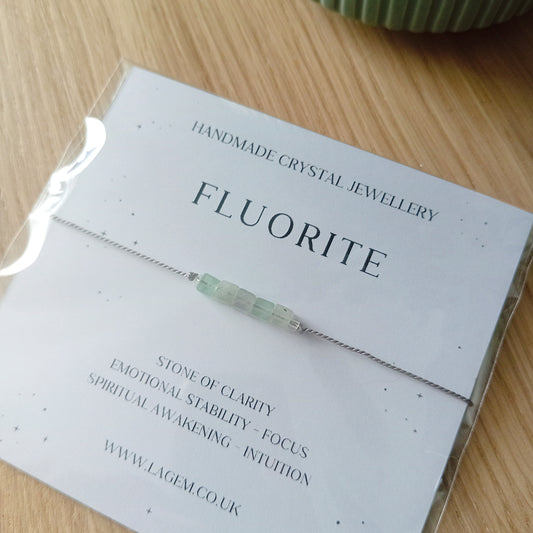 HANDMADE CRYSTAL JEWELLERY
FLUORITE
STONE OF CLARITY
EMOTIONAL STABILITY - FOCUS
SPIRITUAL AWAKENING - INTUITION
WWW.LAGEM.CO.UK